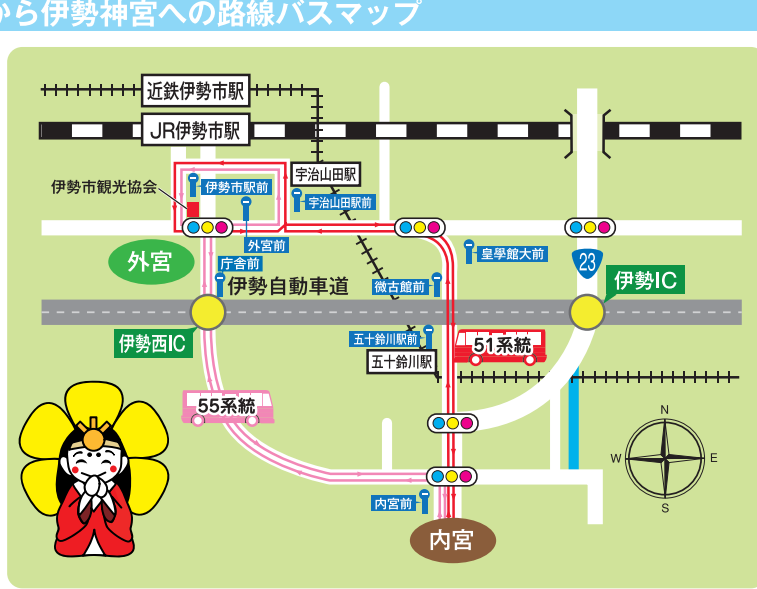 から伊勢神宮への路線バスマップ
近鉄伊勢市駅
JR伊勢市駅
伊勢市観光協会
伊勢市駅前
宇治山田駅
宇治山田駅前
外宮前
外宮
庁舎前
皇學館大前
23
伊勢自動車道
徴古館前
伊勢IC
伊勢西IC
五十鈴川駅前
51系統
五十鈴川駅
55系統
N
W
E
S
内宮前
内宮